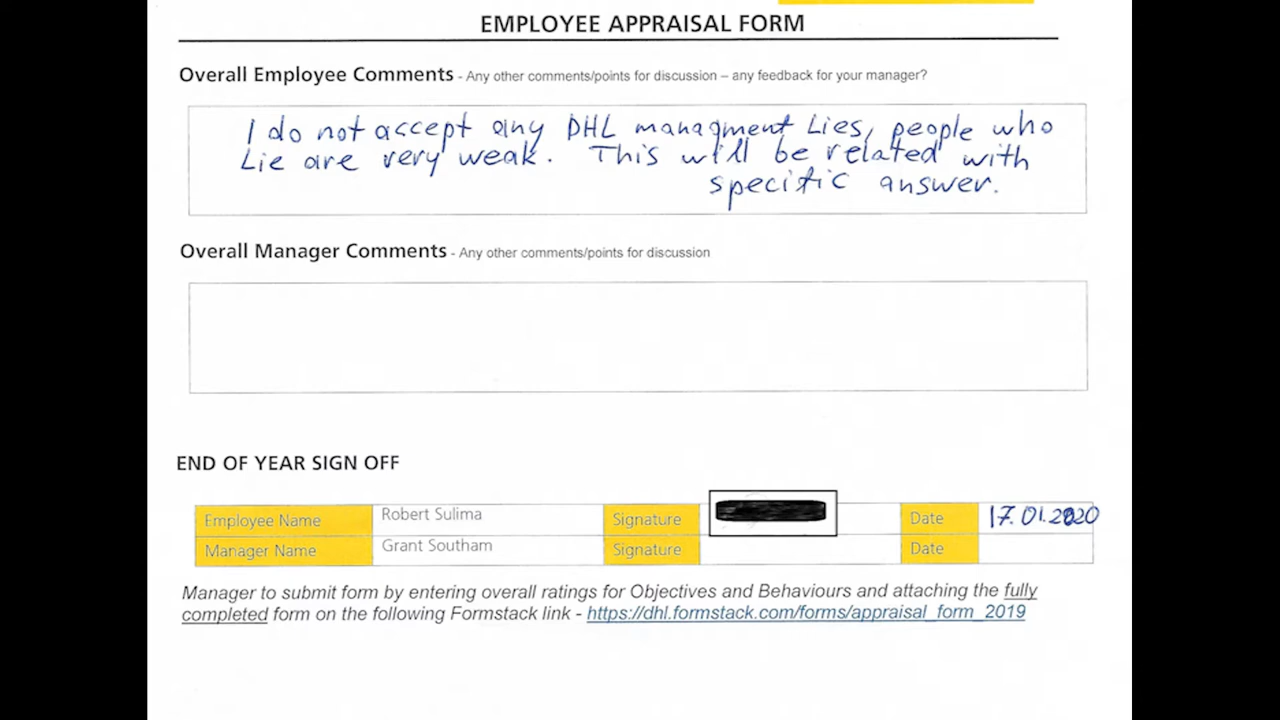 EMPLOYEE APPRAISAL FORM
Overall Employee Comments - Any other comments/points for discussion – any feedback for your manager?
I do not accept any DHL managment Lies, people who
Lie are very weak. This will be related with
specific answer.
Overall Manager Comments - Any other comments/points for discussion
END OF YEAR SIGN OFF
Employee Name Robert Sulima Signature Date 17.01.2020
Manager Name Grant Southam Signature Date
Manager to submit form by entering overall ratings for Objectives and Behaviours and attaching the fully
completed form on the following Formstack link - https://dhl.formstack.com/forms/appraisal_form_2019